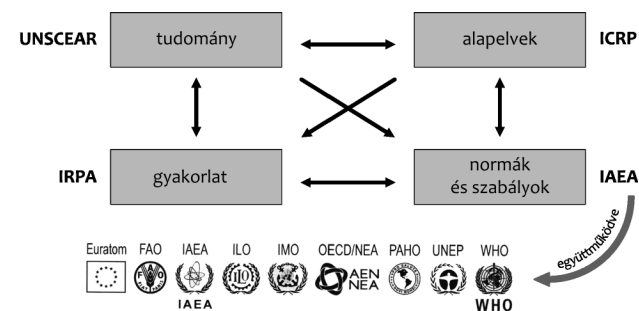 UNSCEAR
tudomány
alapelvek
ICRP
IRPA
gyakorlat
normák
és szabályok
IAEA
együttműködve
Euratom FAO IAEA ILO IMO OECD/NEA PAHO UNEP WHO
F O
ILO
AEN
NEA
IAEA
WHO